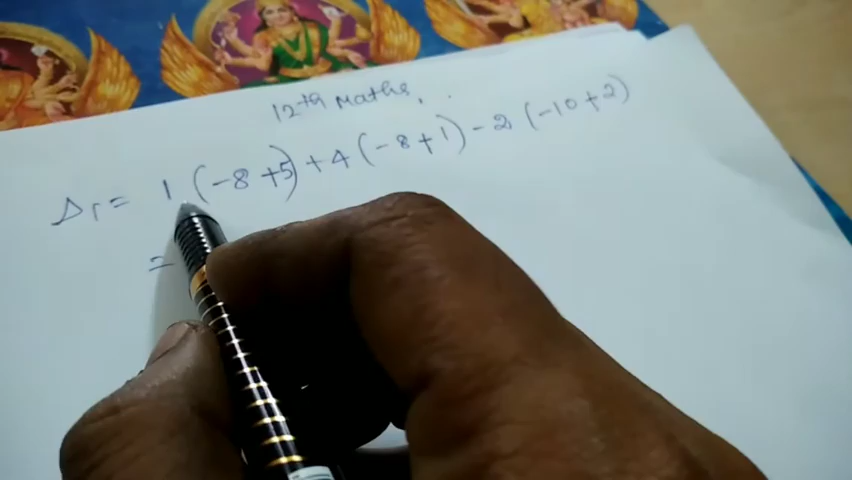 12th Maths.
Δ1 = 1 (-8 +5) +4 (-8+1) -2 (-10+2)
=